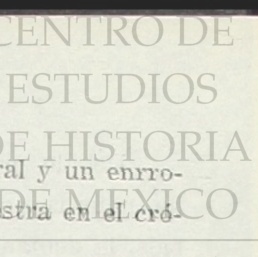 CENTRO DE
ESTUDIOS
DE HISTORIA
ral y un enrro-
DE MEXICO
stra en el cró-